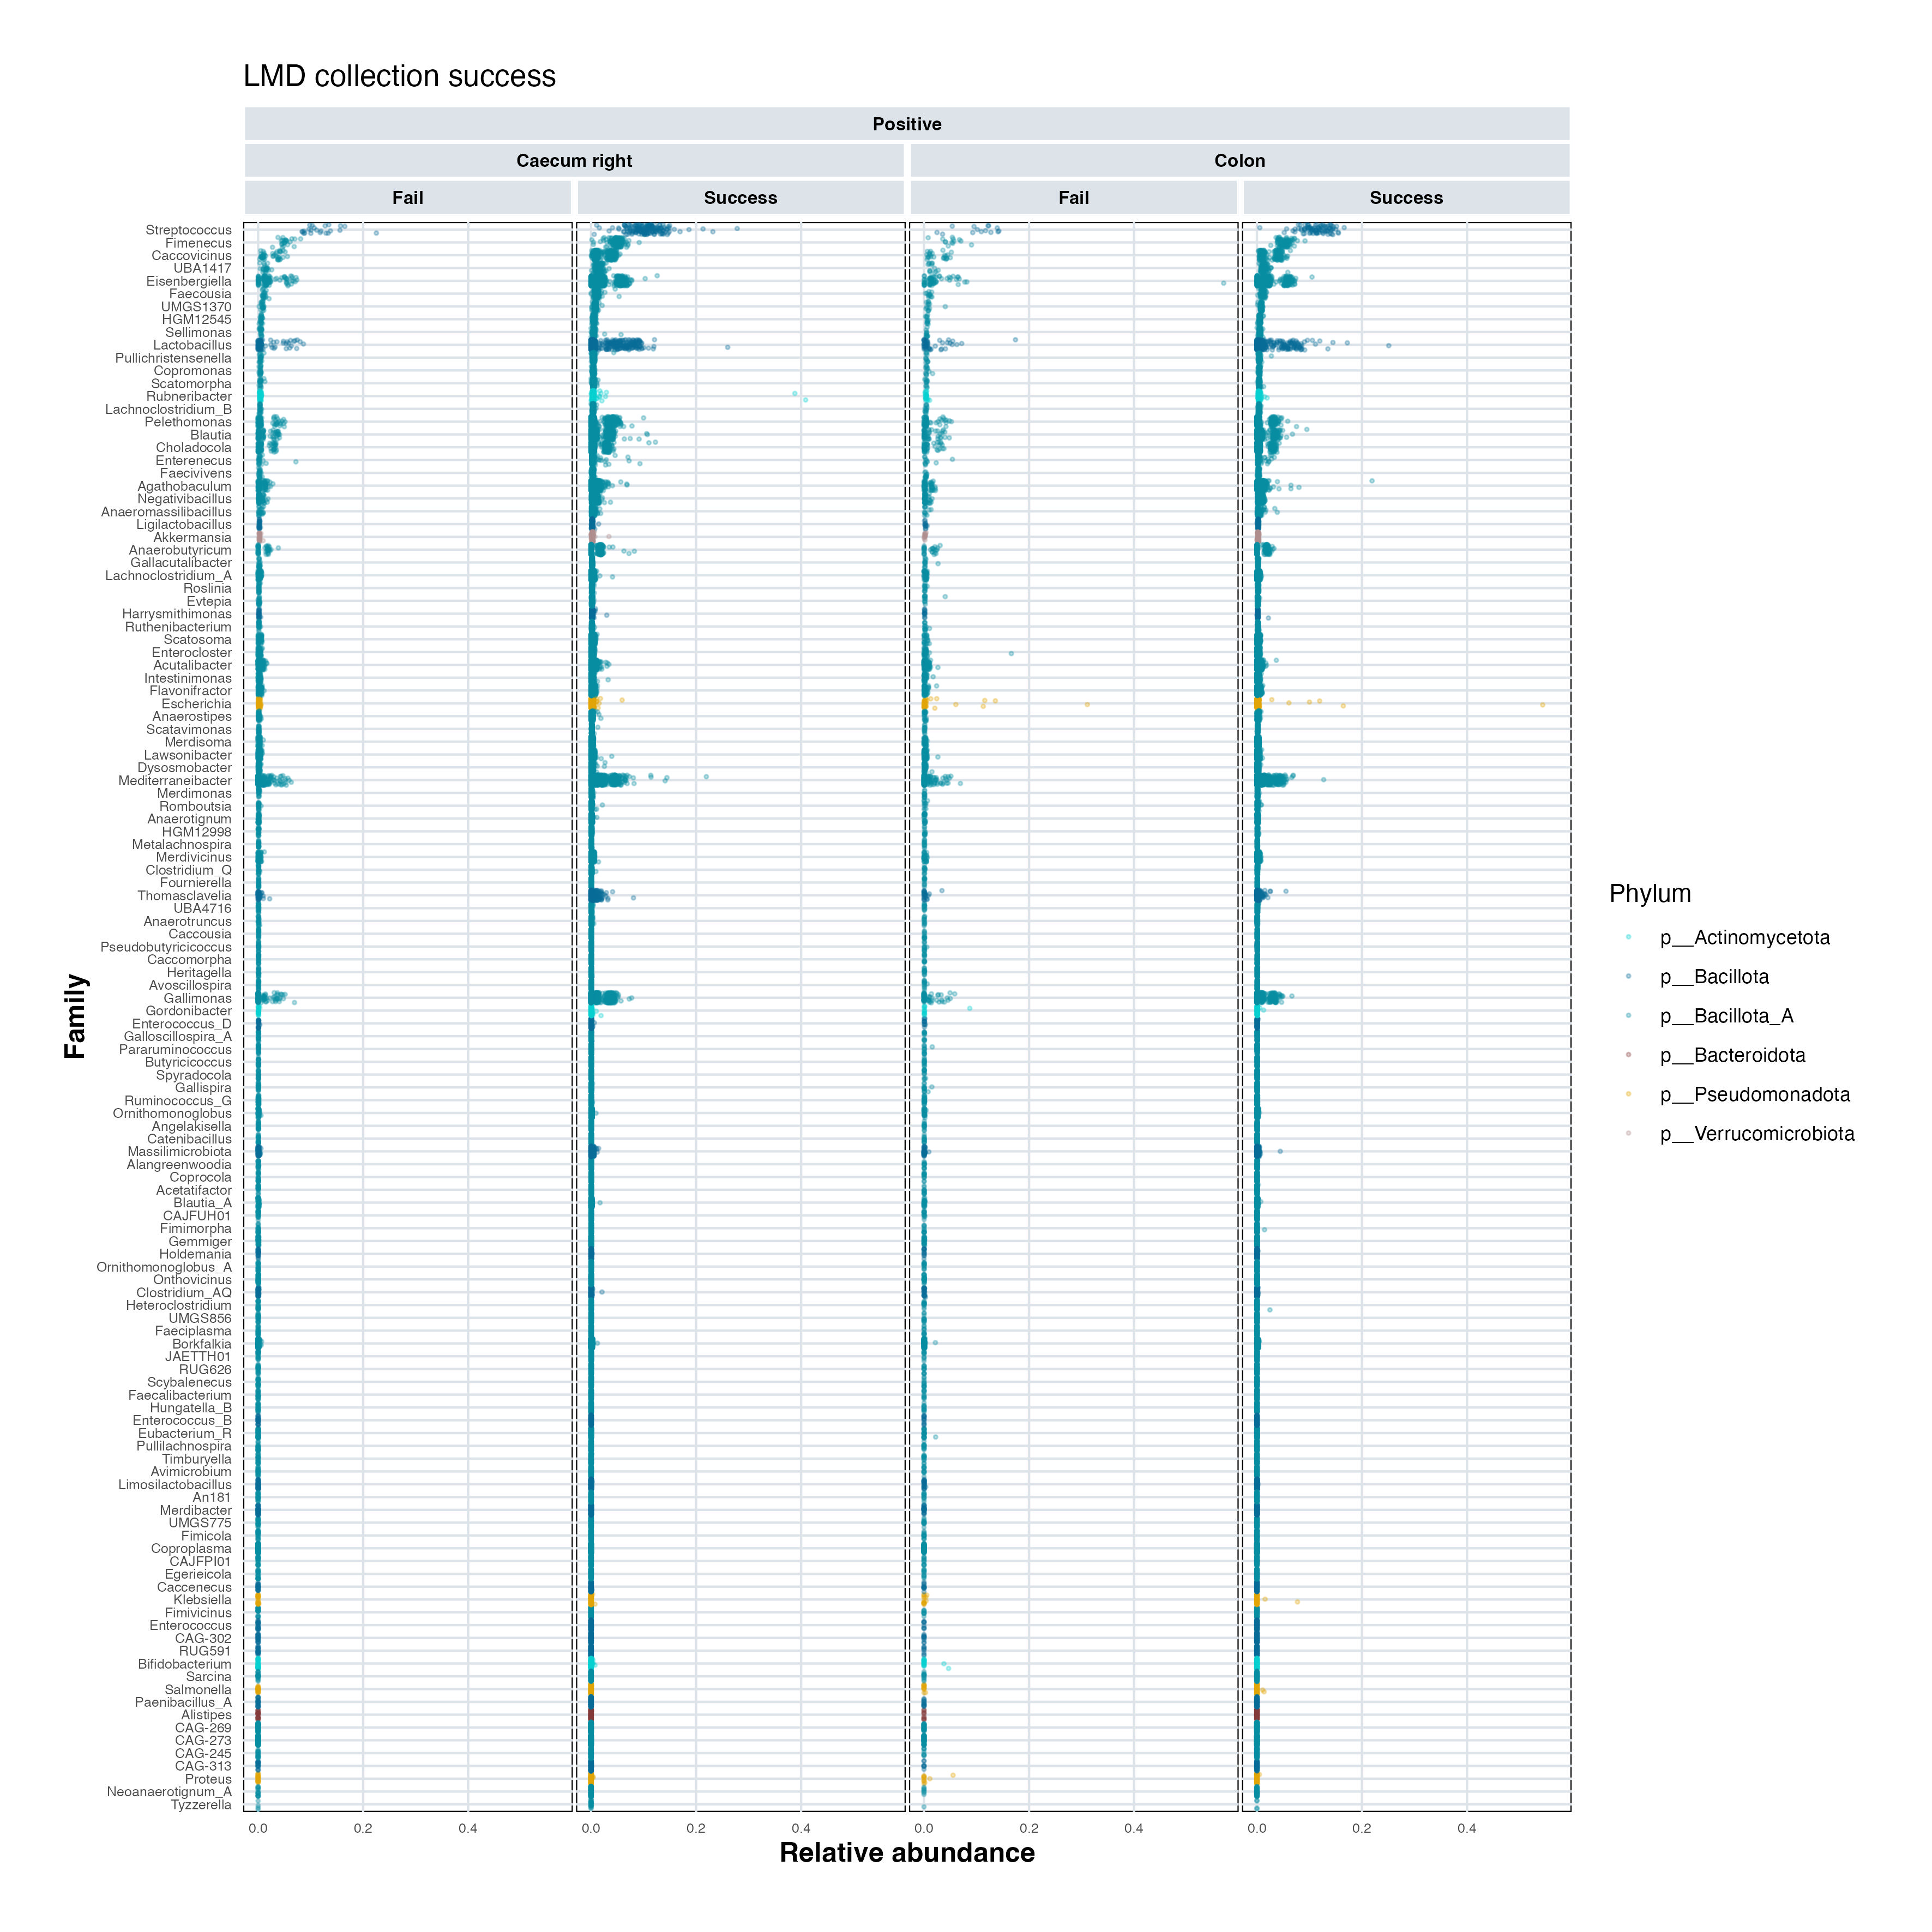 LMD collection success
Positive
Caecum right
Colon
Fail
Success
Fail
Success
Streptococcus
Fimenecus
Caccovicinus
UBA1417
Eisenbergiella
Faecousia
UMGS1370
HGM12545
Sellimonas
Lactobacillus
Pullichristensenella
Copromonas
Scatomorpha
Rubneribacter
Lachnoclostridium_B
Pelethomonas
Blautia
Choladocola
Enterenecus
Faecivivens
Agathobaculum
Negativibacillus
Anaeromassilibacillus
Ligilactobacillus
Akkermansia
Anaerobutyricum
Gallacutalibacter
Lachnoclostridium_A
Roslinia
Evtepia
Harrysmithimonas
Ruthenibacterium
Scatosoma
Enterocloster
Acutalibacter
Intestinimonas
Flavonifractor
Escherichia
Anaerostipes
Scatavimonas
Merdisoma
Lawsonibacter
Dysosmobacter
Mediterraneibacter
Merdimonas
Romboutsia
Anaerotignum
HGM12998
Metalachnospira
Merdivicinus
Clostridium_Q
Fournierella
Thomasclavelia
UBA4716
Anaerotruncus
Caccousia
Pseudobutyricicoccus
Caccomorpha
Heritagella
Avoscillospira
Gallimonas
Gordonibacter
Enterococcus_D
Galloscillospira_A
Pararuminococcus
Butyricicoccus
Spyradocola
Gallispira
Ruminococcus_G
Ornithomonoglobus
Angelakisella
Catenibacillus
Massilimicrobiota
Alangreenwoodia
Coprocola
Acetatifactor
Blautia_A
CAJFUH01
Fimimorpha
Gemmiger
Holdemania
Ornithomonoglobus_A
Onthovicinus
Clostridium_AQ
Heteroclostridium
UMGS856
Faeciplasma
Borkfalkia
JAETTH01
RUG626
Scybalenecus
Faecalibacterium
Hungatella_B
Enterococcus_B
Eubacterium_R
Pullilachnospira
Timburyella
Avimicrobium
Limosilactobacillus
An181
Merdibacter
UMGS775
Fimicola
Coproplasma
CAJFPI01
Egerieicola
Caccenecus
Klebsiella
Fimivicinus
Enterococcus
CAG-302
RUG591
Bifidobacterium
Sarcina
Salmonella
Paenibacillus_A
Alistipes
CAG-269
CAG-273
CAG-245
CAG-313
Proteus
Neoanaerotignum_A
Tyzzerella
Family
0.0 0.2 0.4 0.0 0.2 0.4 0.0 0.2 0.4 0.0 0.2 0.4
Relative abundance
Phylum
p__Actinomycetota
p__Bacillota
p__Bacillota_A
p__Bacteroidota
p__Pseudomonadota
p__Verrucomicrobiota